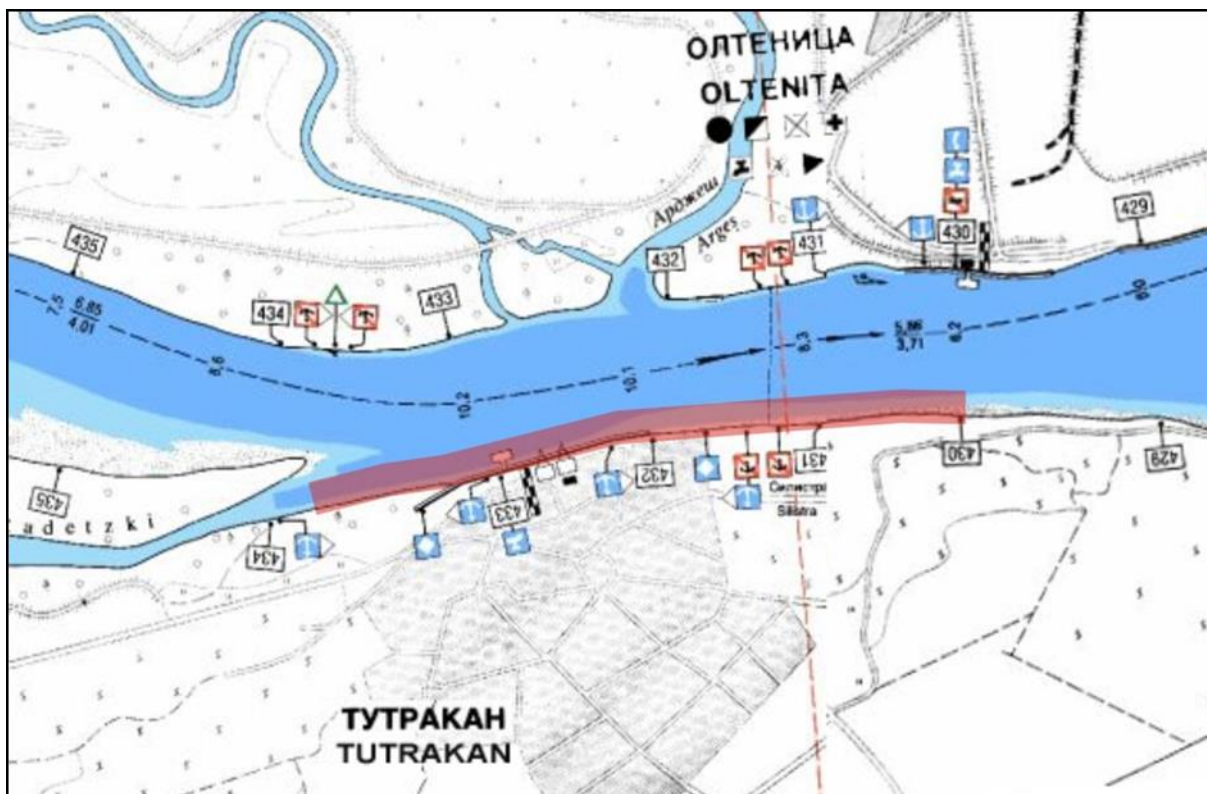 ОЛТЕНИЦА
OLTENITA
Арджеш
Argeş
435
7,5
6,85
4,01
434
433
432
431
430
429
8,6
10,2
10,1
8,3
5,86
3,71
6,2
435
adetzki
434
433
432
431
430
429
Силистра
Silistra
ТУТРАКАН
TUTRAKAN